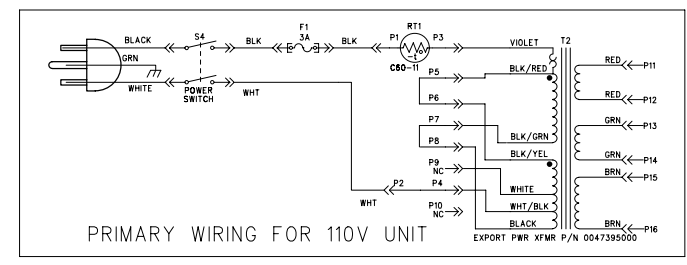 BLACK
S4
BLK
F1
3A
BLK
P1
RT1
P3
-t
C60-11
VIOLET
T2
GRN
WHITE
POWER
SWITCH
WHT
P5
BLK/RED
P6
P7
BLK/GRN
P8
BLK/YEL
P9
NC
WHITE
P2
WHT
P4
WHT/BLK
P10
NC
BLACK
RED
P11
RED
P12
GRN
P13
GRN
P14
BRN
P15
BRN
P16
PRIMARY WIRING FOR 110V UNIT
EXPORT PWR XFMR P/N 0047395000